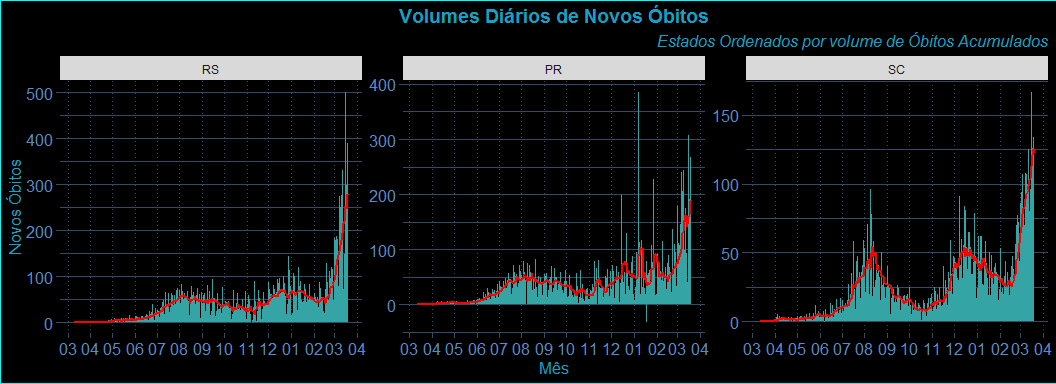 Volumes Diários de Novos Óbitos
Estados Ordenados por volume de Óbitos Acumulados
RS PR SC
Novos Óbitos
500
400
300
200
100
0
400
300
200
100
0
150
100
50
0
03 04 05 06 07 08 09 10 11 12 01 02 03 04
03 04 05 06 07 08 09 10 11 12 01 02 03 04
03 04 05 06 07 08 09 10 11 12 01 02 03 04
Mês